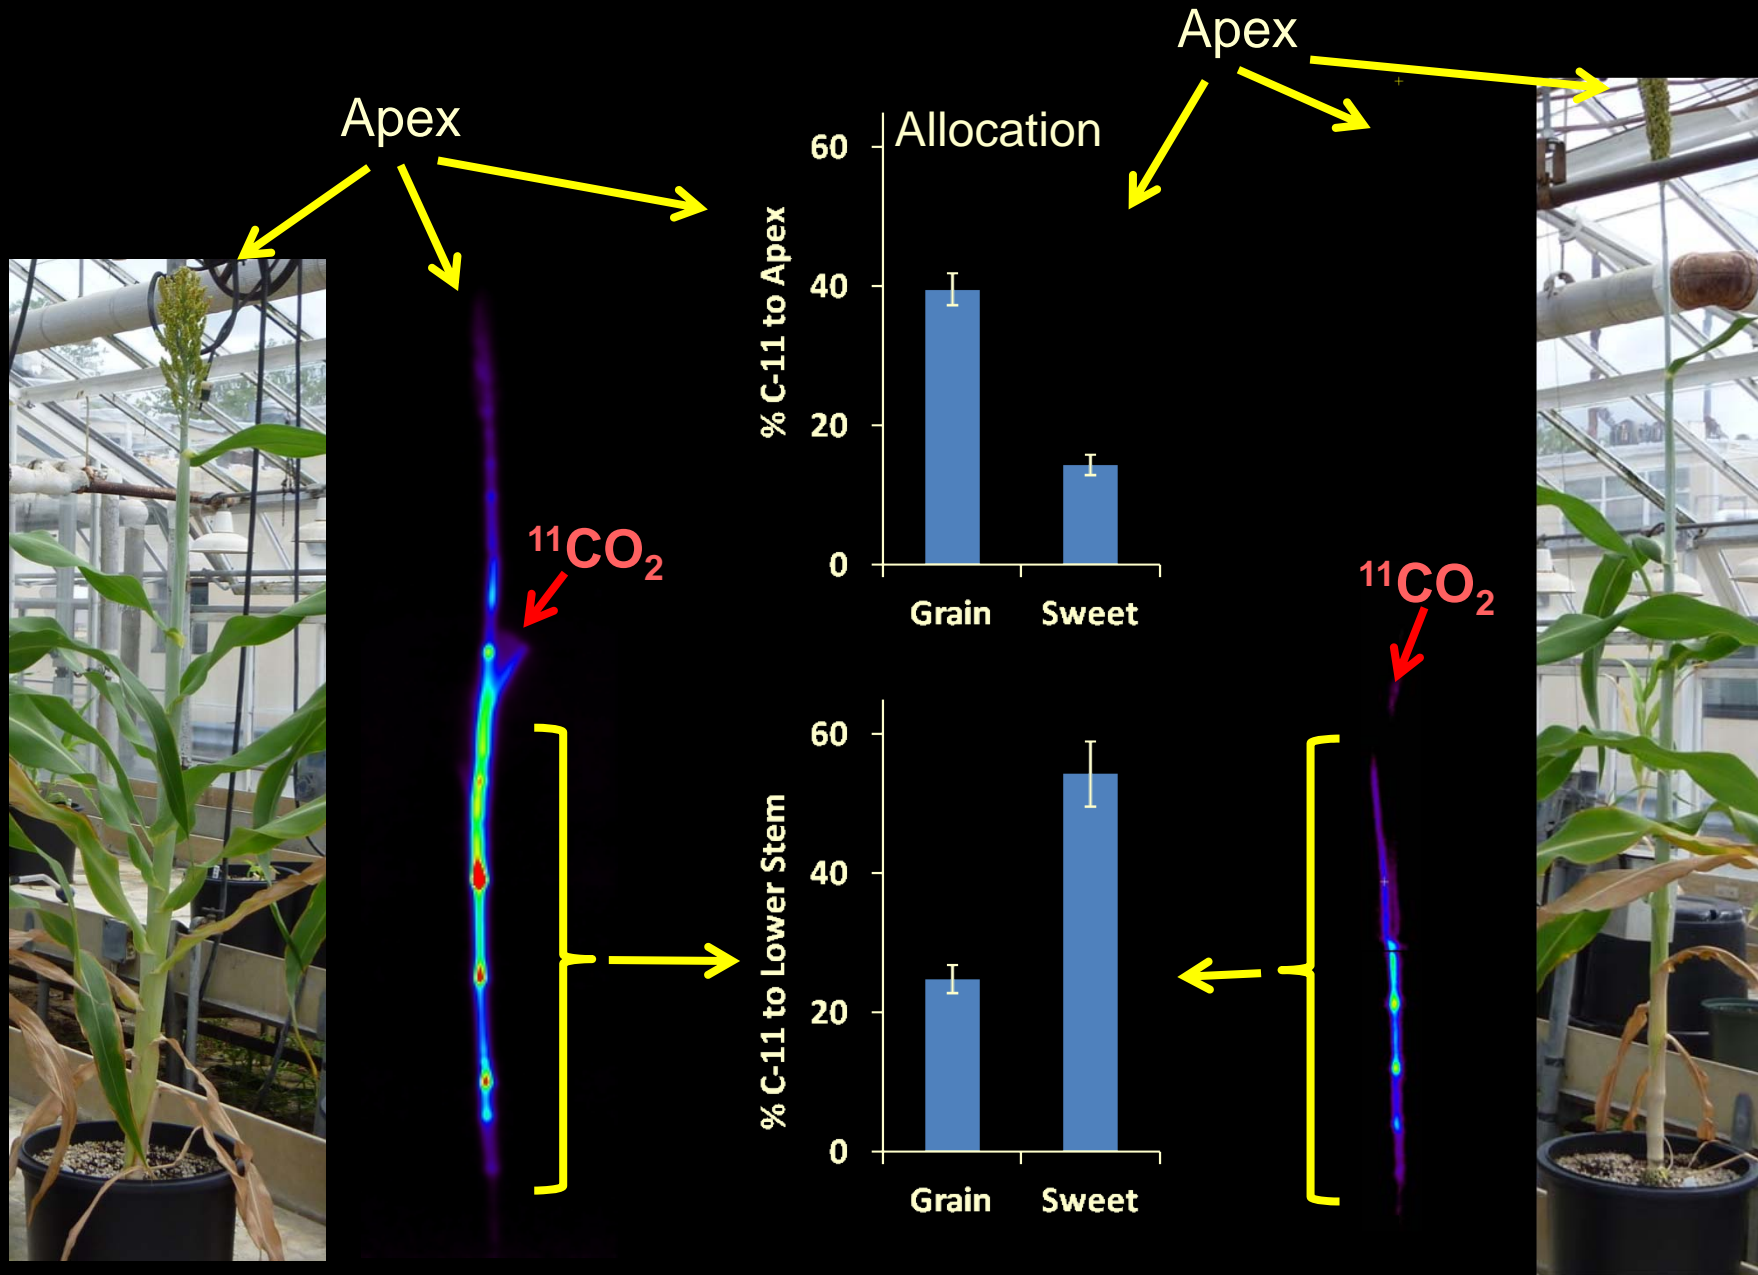 Apex
Apex
Allocation
% C-11 to Apex
60
40
20
0
Grain Sweet
¹¹CO₂
¹¹CO₂
% C-11 to Lower Stem
60
40
20
0
Grain Sweet